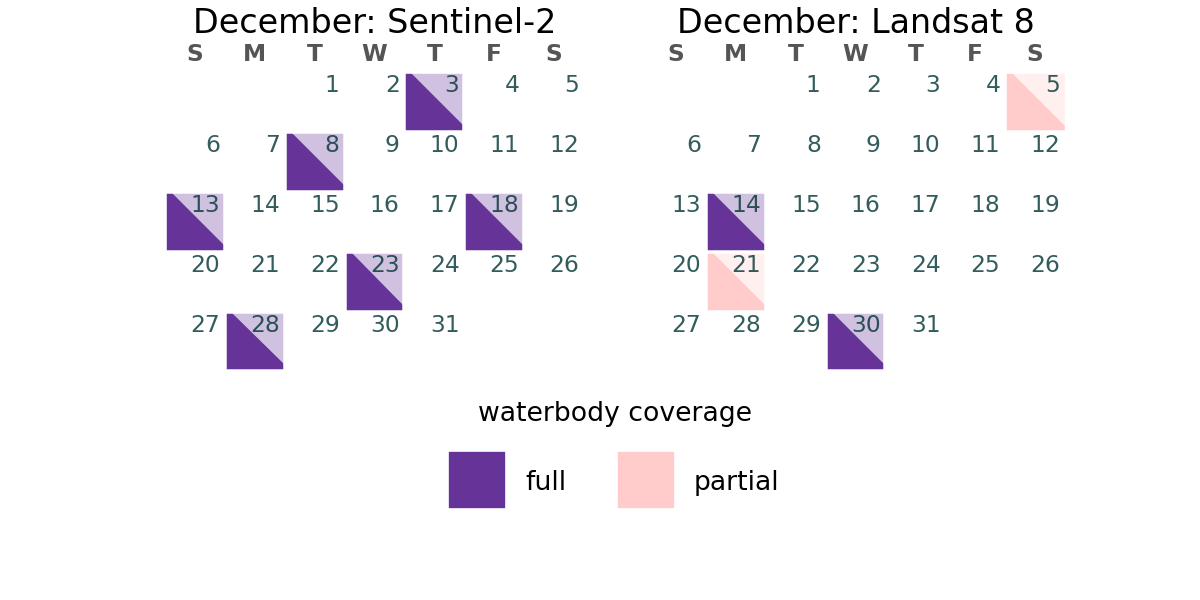 December: Sentinel-2
S M T W T F S
1 2 3 4 5
6 7 8 9 10 11 12
13 14 15 16 17 18 19
20 21 22 23 24 25 26
27 28 29 30 31
December: Landsat 8
S M T W T F S
1 2 3 4 5
6 7 8 9 10 11 12
13 14 15 16 17 18 19
20 21 22 23 24 25 26
27 28 29 30 31
waterbody coverage
full partial